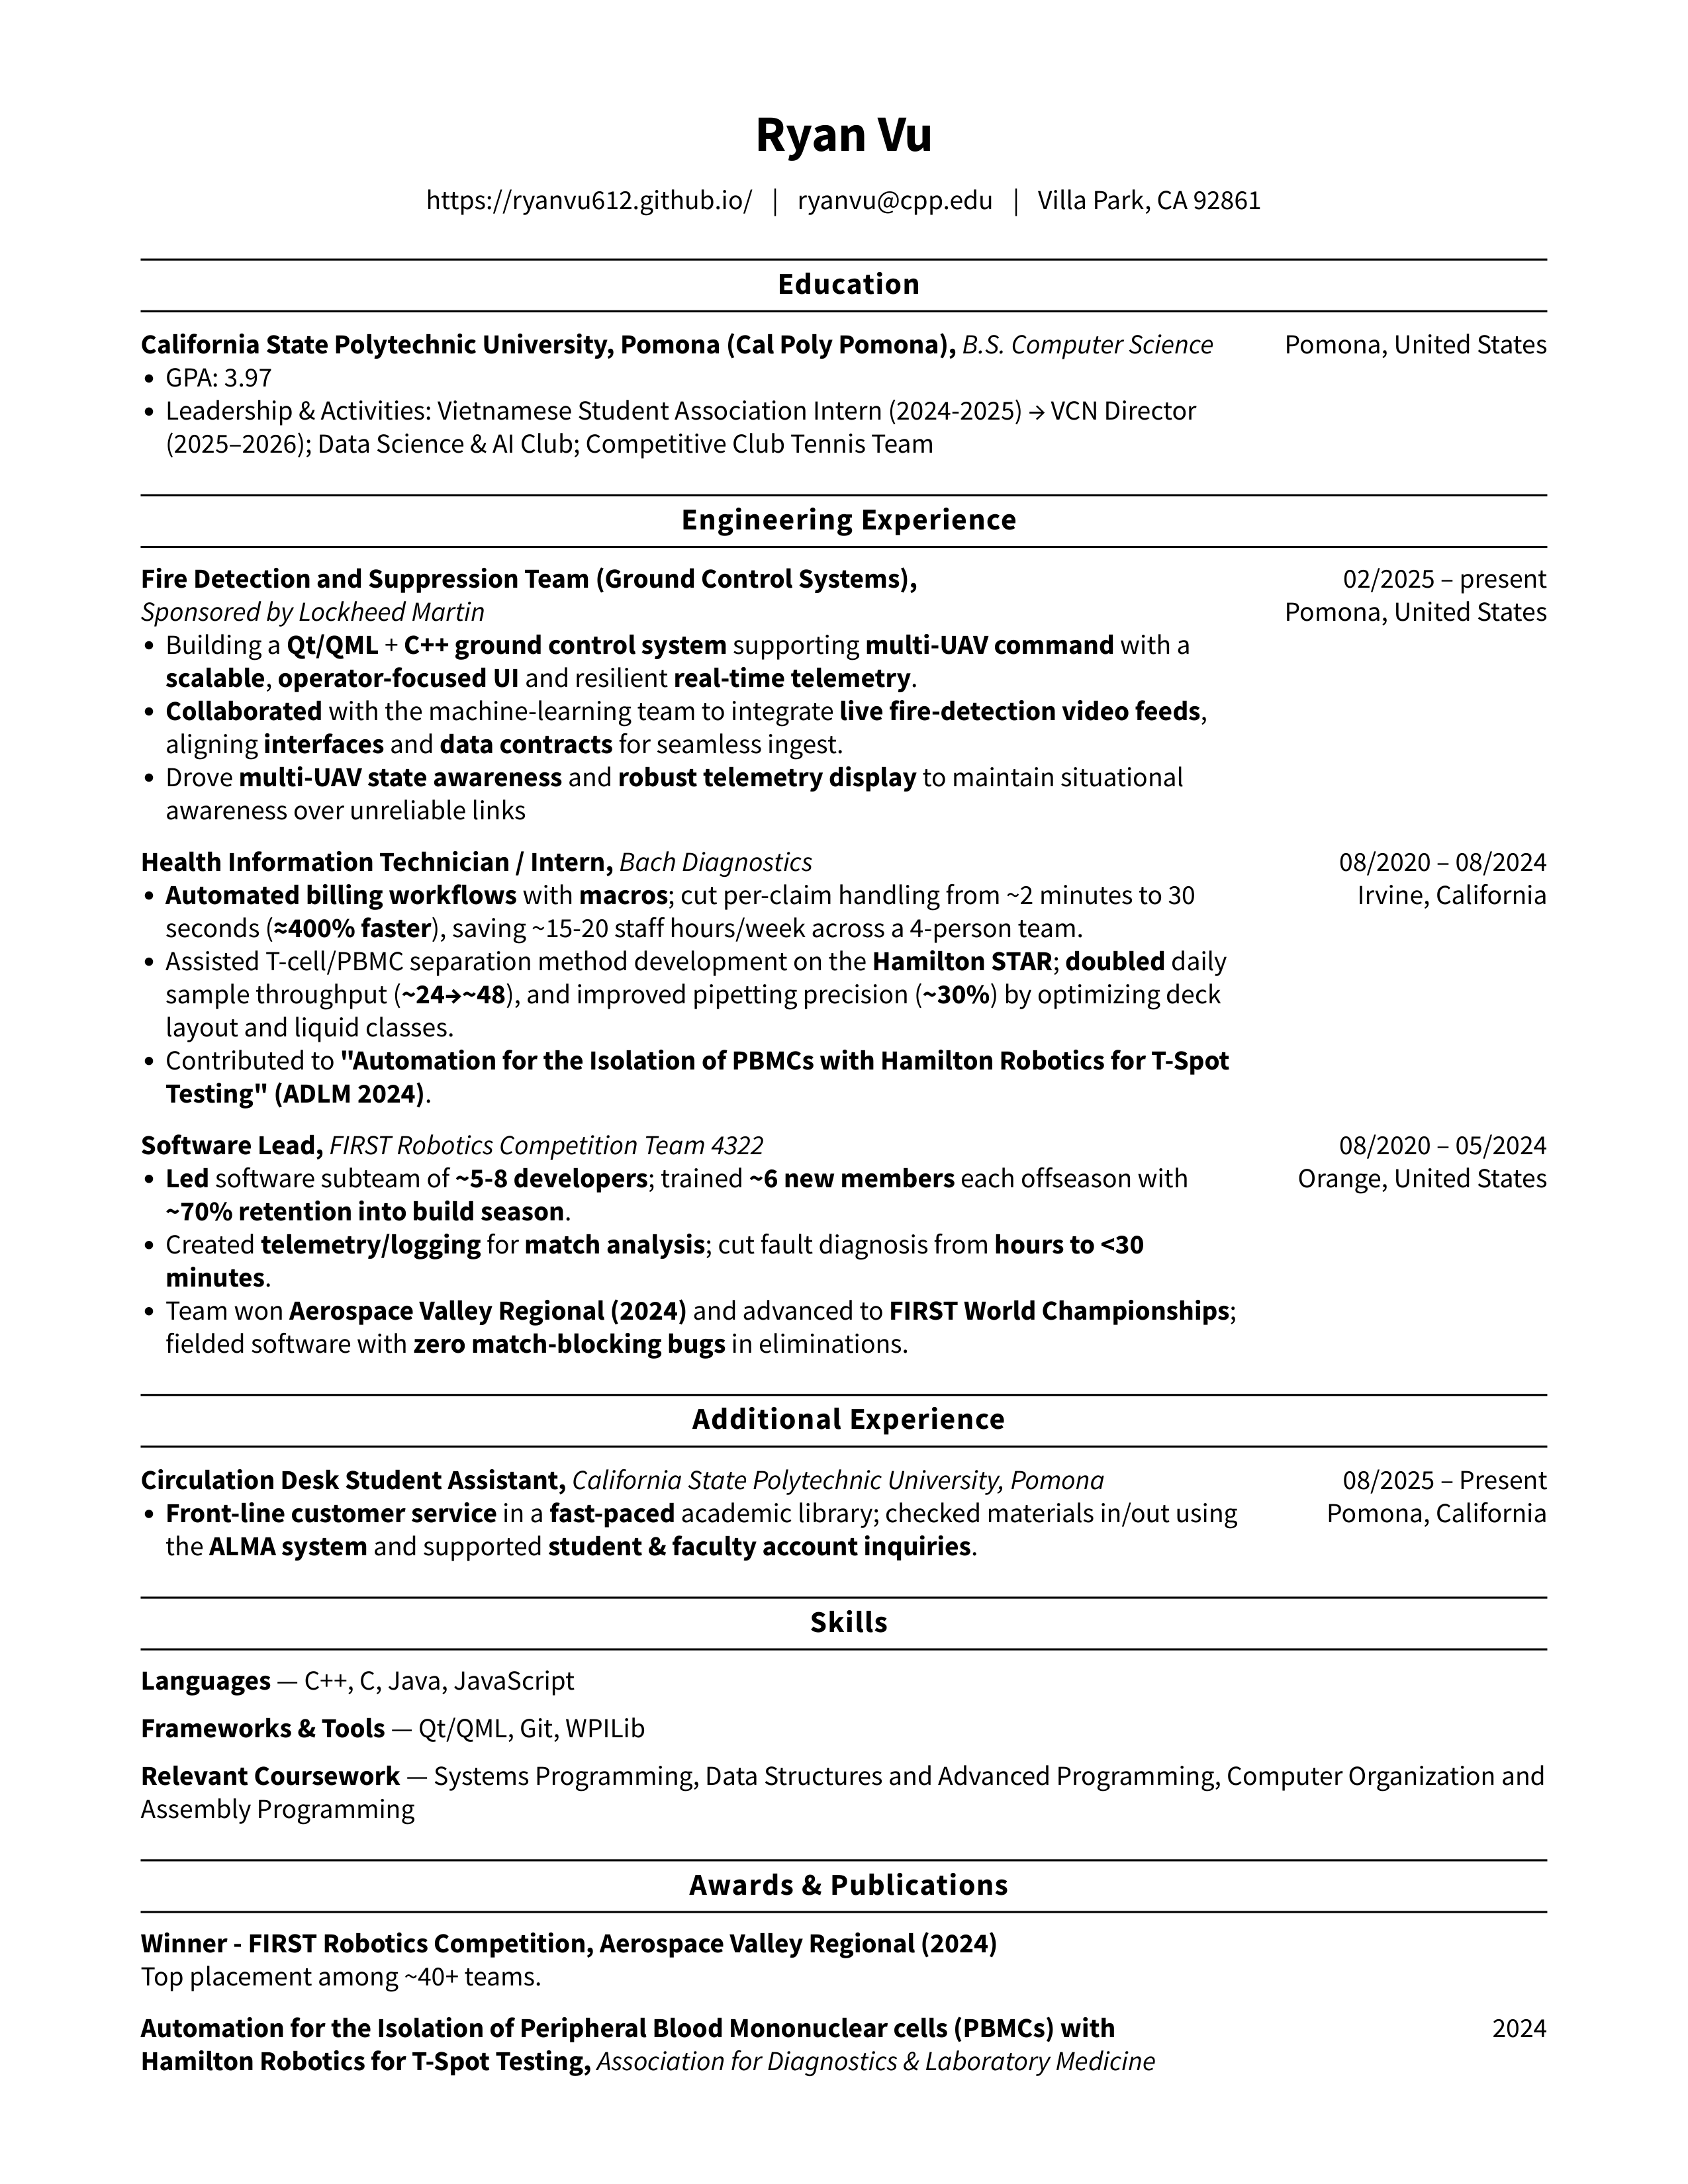 Ryan Vu
https://ryanvu612.github.io/ | ryanvu@cpp.edu | Villa Park, CA 92861
Education
California State Polytechnic University, Pomona (Cal Poly Pomona), B.S. Computer Science Pomona, United States
• GPA: 3.97
• Leadership & Activities: Vietnamese Student Association Intern (2024-2025) → VCN Director
(2025–2026); Data Science & AI Club; Competitive Club Tennis Team
Engineering Experience
Fire Detection and Suppression Team (Ground Control Systems), 02/2025 – present
Sponsored by Lockheed Martin Pomona, United States
• Building a Qt/QML + C++ ground control system supporting multi-UAV command with a
scalable, operator-focused UI and resilient real-time telemetry.
• Collaborated with the machine-learning team to integrate live fire-detection video feeds,
aligning interfaces and data contracts for seamless ingest.
• Drove multi-UAV state awareness and robust telemetry display to maintain situational
awareness over unreliable links
Health Information Technician / Intern, Bach Diagnostics 08/2020 – 08/2024
• Automated billing workflows with macros; cut per-claim handling from ~2 minutes to 30 Irvine, California
seconds (≈400% faster), saving ~15-20 staff hours/week across a 4-person team.
• Assisted T-cell/PBMC separation method development on the Hamilton STAR; doubled daily
sample throughput (~24→~48), and improved pipetting precision (~30%) by optimizing deck
layout and liquid classes.
• Contributed to "Automation for the Isolation of PBMCs with Hamilton Robotics for T-Spot
Testing" (ADLM 2024).
Software Lead, FIRST Robotics Competition Team 4322 08/2020 – 05/2024
• Led software subteam of ~5-8 developers; trained ~6 new members each offseason with Orange, United States
~70% retention into build season.
• Created telemetry/logging for match analysis; cut fault diagnosis from hours to <30
minutes.
• Team won Aerospace Valley Regional (2024) and advanced to FIRST World Championships;
fielded software with zero match-blocking bugs in eliminations.
Additional Experience
Circulation Desk Student Assistant, California State Polytechnic University, Pomona 08/2025 – Present
• Front-line customer service in a fast-paced academic library; checked materials in/out using Pomona, California
the ALMA system and supported student & faculty account inquiries.
Skills
Languages — C++, C, Java, JavaScript
Frameworks & Tools — Qt/QML, Git, WPILib
Relevant Coursework — Systems Programming, Data Structures and Advanced Programming, Computer Organization and
Assembly Programming
Awards & Publications
Winner - FIRST Robotics Competition, Aerospace Valley Regional (2024)
Top placement among ~40+ teams.
Automation for the Isolation of Peripheral Blood Mononuclear cells (PBMCs) with 2024
Hamilton Robotics for T-Spot Testing, Association for Diagnostics & Laboratory Medicine